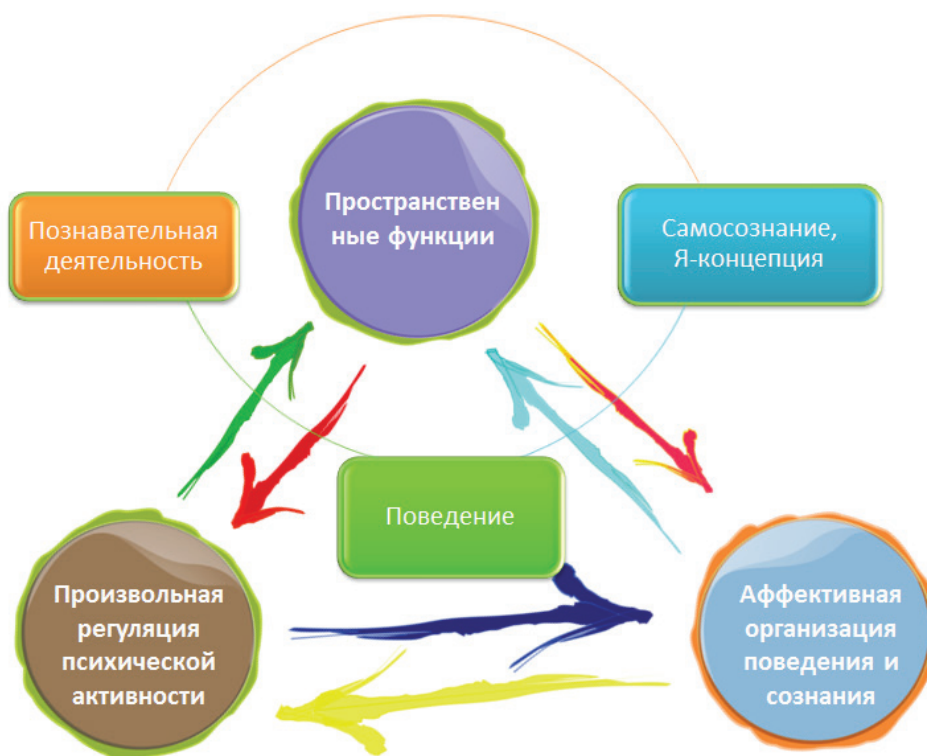 Пространствен
ные функции
Познавательная
деятельность
Самосознание,
Я-концепция
Поведение
Произвольная
регуляция
психической
активности
Аффективная
организация
поведения и
сознания